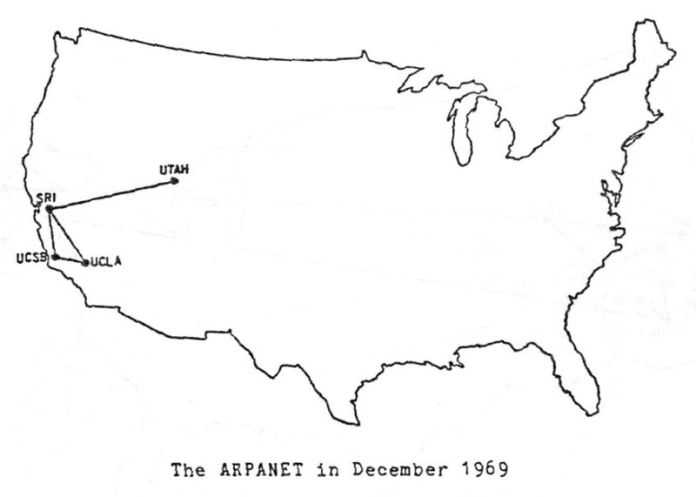 UTAH
SRI
UCSB
UCLA
The ARPANET in December 1969